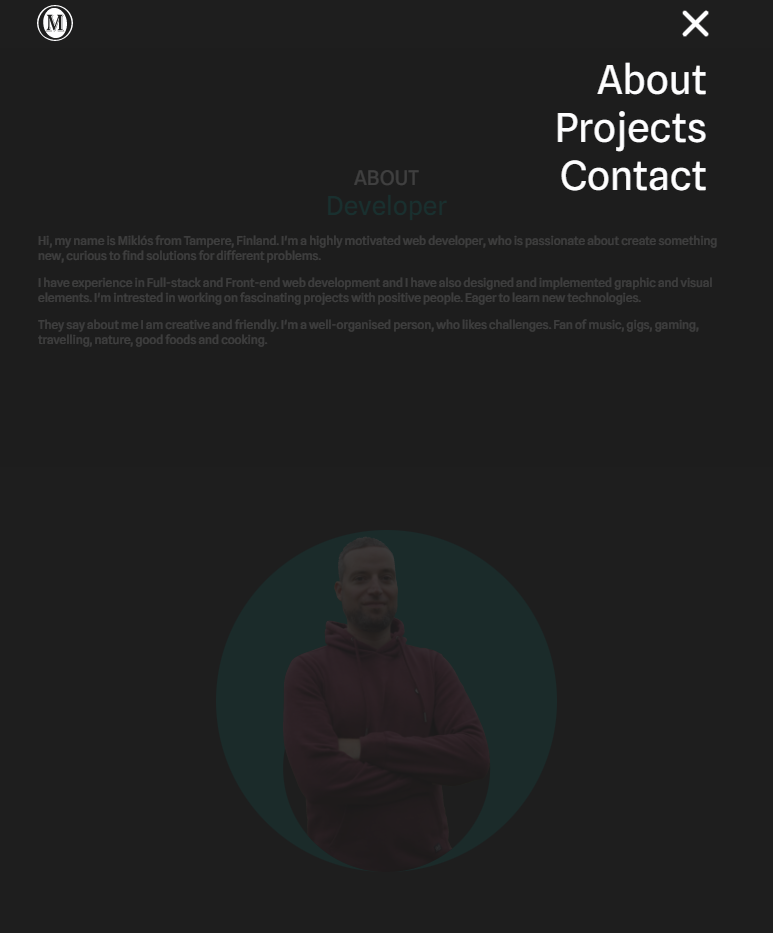 M
About
Projects
Contact
ABOUT
Developer
Hi, my name is Miklós from Tampere, Finland. I'm a highly motivated web developer, who is passionate about create something
new, curious to find solutions for different problems.
I have experience in Full-stack and Front-end web development and I have also designed and implemented graphic and visual
elements. I'm intrested in working on fascinating projects with positive people. Eager to learn new technologies.
They say about me I am creative and friendly. I'm a well-organised person, who likes challenges. Fan of music, gigs, gaming,
travelling, nature, good foods and cooking.